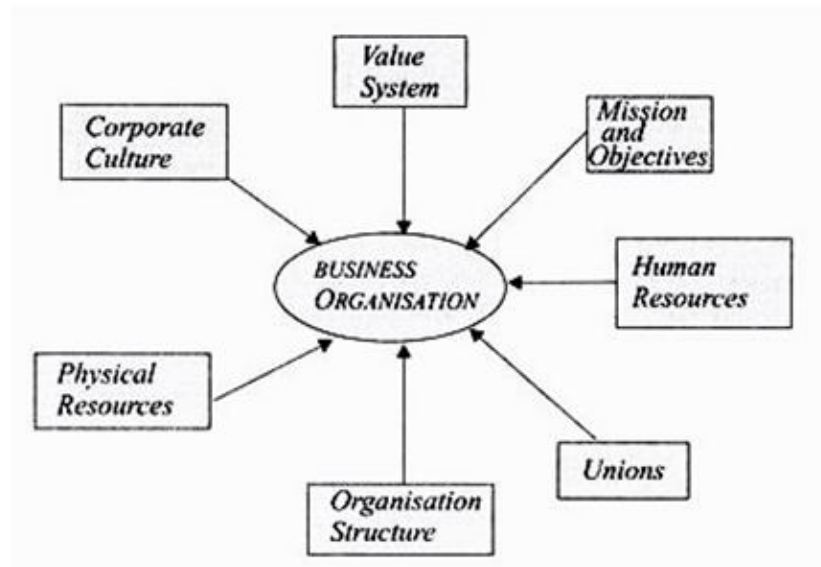 Value
System
Corporate
Culture
Mission
and
Objectives
BUSINESS
ORGANISATION
Human
Resources
Physical
Resources
Unions
Organisation
Structure